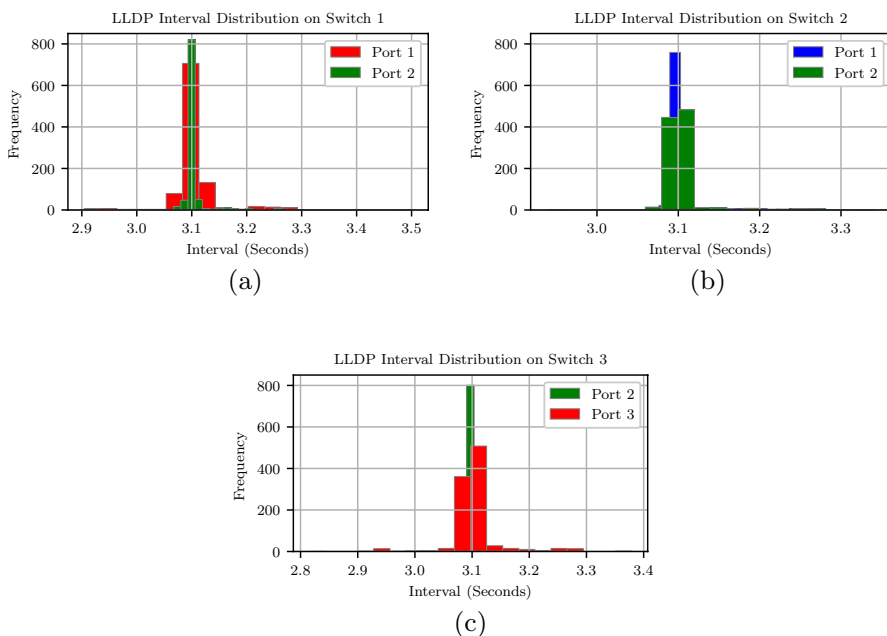 LLDP Interval Distribution on Switch 1
800
600
400
200
0
Frequency
Port 1
Port 2
2.9 3.0 3.1 3.2 3.3 3.4 3.5
Interval (Seconds)
(a)
LLDP Interval Distribution on Switch 2
800
600
400
200
0
Frequency
Port 1
Port 2
3.0 3.1 3.2 3.3
Interval (Seconds)
(b)
LLDP Interval Distribution on Switch 3
800
600
400
200
0
Frequency
Port 2
Port 3
2.8 2.9 3.0 3.1 3.2 3.3 3.4
Interval (Seconds)
(c)